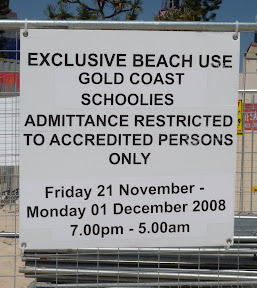 EXCLUSIVE BEACH USE
GOLD COAST
SCHOOLIES
ADMITTANCE RESTRICTED
TO ACCREDITED PERSONS
ONLY
Friday 21 November -
Monday 01 December 2008
7.00pm - 5.00am